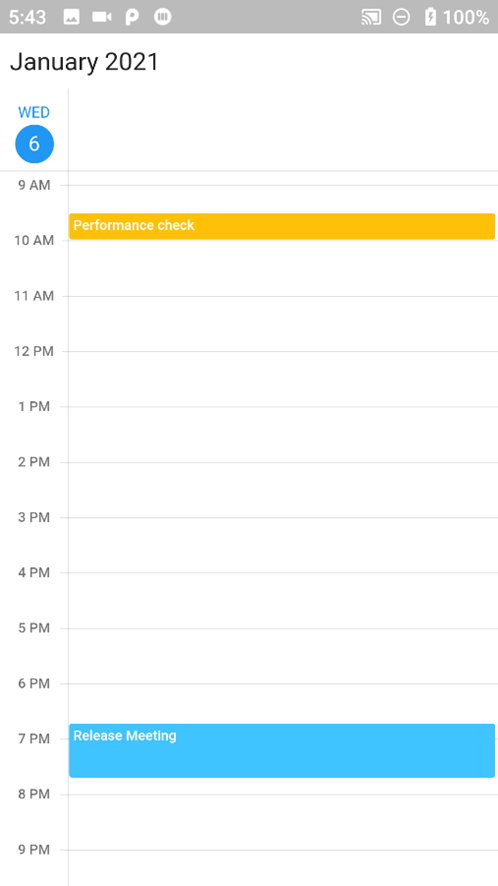 5:43 100%
January 2021
WED
6
9 AM
Performance check
10 AM
11 AM
12 PM
1 PM
2 PM
3 PM
4 PM
5 PM
6 PM
Release Meeting
7 PM
8 PM
9 PM